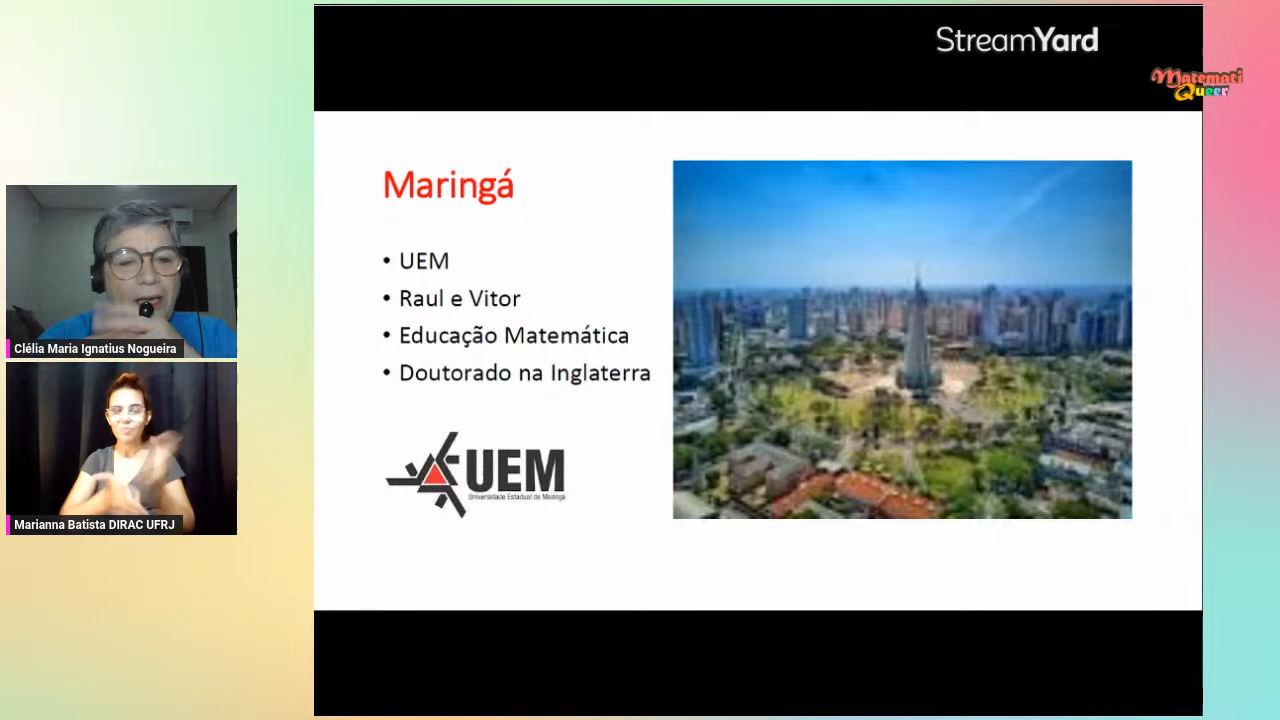 StreamYard
Matemati
Queer
Maringá
• UEM
• Raul e Vitor
• Educação Matemática
• Doutorado na Inglaterra
UEM
Universidade Estadual de Maringá
Clélia Maria Ignatius Nogueira
Marianna Batista DIRAC UFRJ